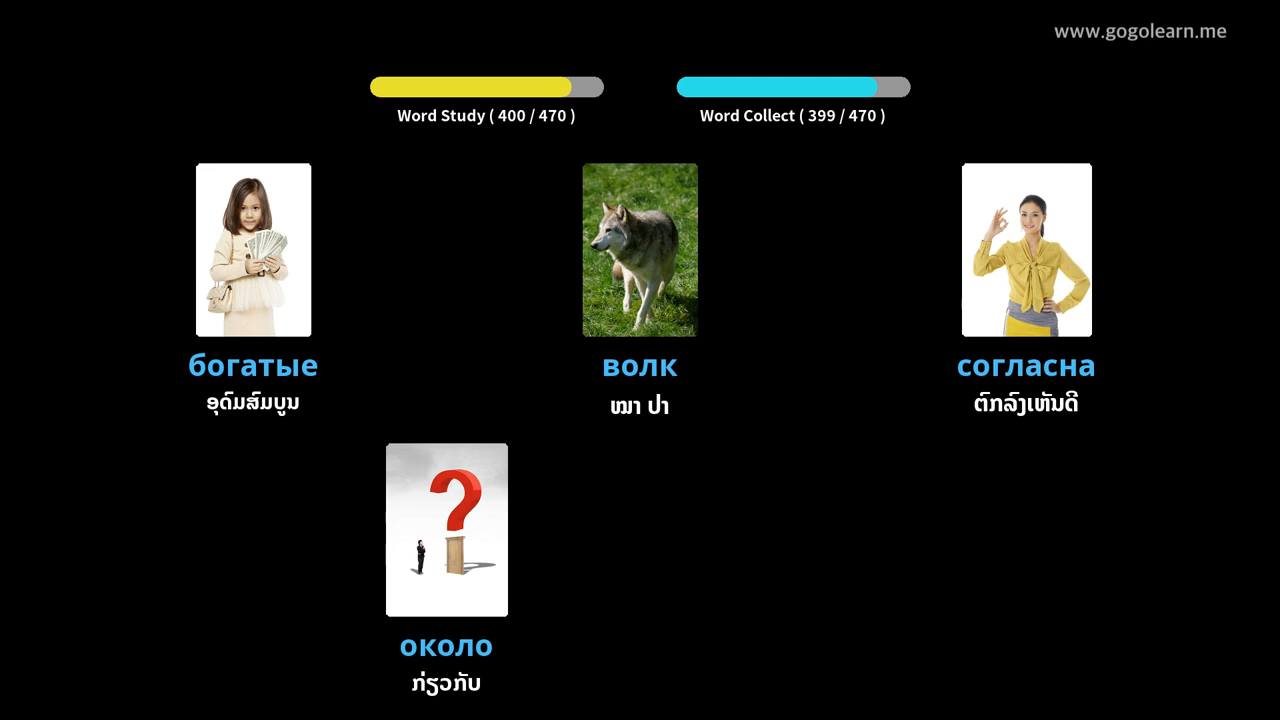 www.gogolearn.me
Word Study ( 400 / 470 )
Word Collect ( 399 / 470 )
богатые
ອຸດົມສົມບູນ
волк
ໝາ ປ່າ
согласна
ຕົກລົງເຫັນດີ
около
ກ່ຽວກັບ